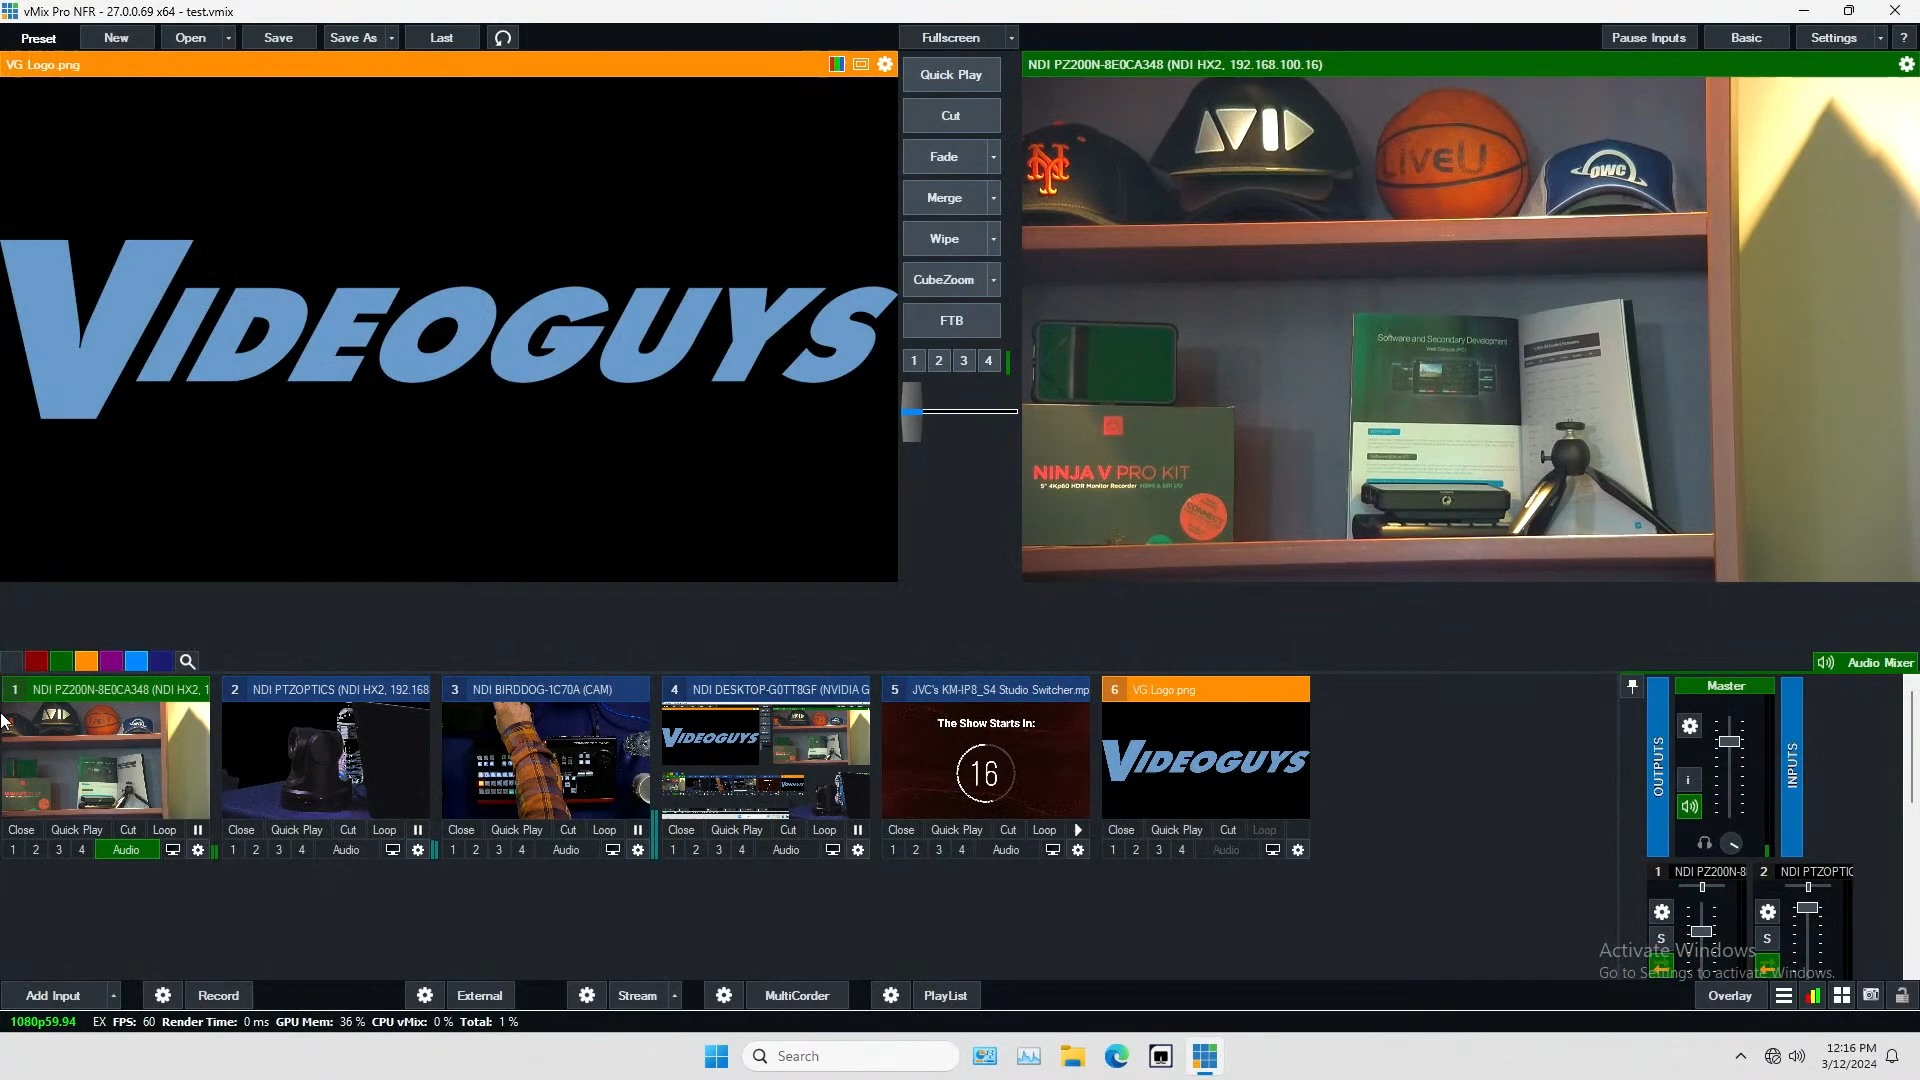 vMix Pro NFR - 27.0.0.69 x64 - test.vmix
Preset New Open Save Save As Last Fullscreen Pause Inputs Basic Settings ?
VG Logo.png
NDI PZ200N-8E0CA348 (NDI HX2, 192.168.100.16)
VIDEOGUYS
Quick Play
Cut
Fade
Merge
Wipe
CubeZoom
FTB
1 2 3 4
NY
AVID
LIVEU
OWC
Software and Secondary Development
NINJA V PRO KIT
5" 4Kp60 HDR Monitor Recorder HDMI & SDI I/O
CONNECT
Audio Mixer
1 NDI PZ200N-8E0CA348 (NDI HX2, 1
2 NDI PTZOPTICS (NDI HX2, 192.168
3 NDI BIRDDOG-1C70A (CAM)
4 NDI DESKTOP-G0TT8GF (NVIDIA G
5 JVC's KM-IP8_S4 Studio Switcher.mp
6 VG Logo.png
VIDEOGUYS
The Show Starts In:
16
VIDEOGUYS
Close Quick Play Cut Loop
Close Quick Play Cut Loop
Close Quick Play Cut Loop
Close Quick Play Cut Loop
Close Quick Play Cut Loop
Close Quick Play Cut Loop
1 2 3 4 Audio
1 2 3 4 Audio
1 2 3 4 Audio
1 2 3 4 Audio
1 2 3 4 Audio
1 2 3 4 Audio
OUTPUTS
Master
i
INPUTS
1 NDI PZ200N-8
2 NDI PTZOPTIC
S
S
Activate Windows
Go to Settings to activate Windows.
Add Input Record External Stream MultiCorder PlayList Overlay
1080p59.94 EX FPS: 60 Render Time: 0 ms GPU Mem: 36 % CPU vMix: 0 % Total: 1 %
Search
12:16 PM
3/12/2024